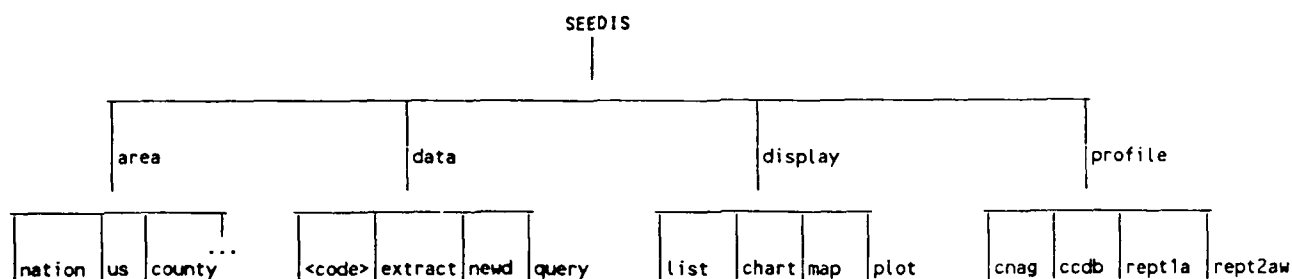 SEEDIS
area data display profile
...
nation us county <code> extract newd query list chart map plot cnag ccdb rept1a rept2aw